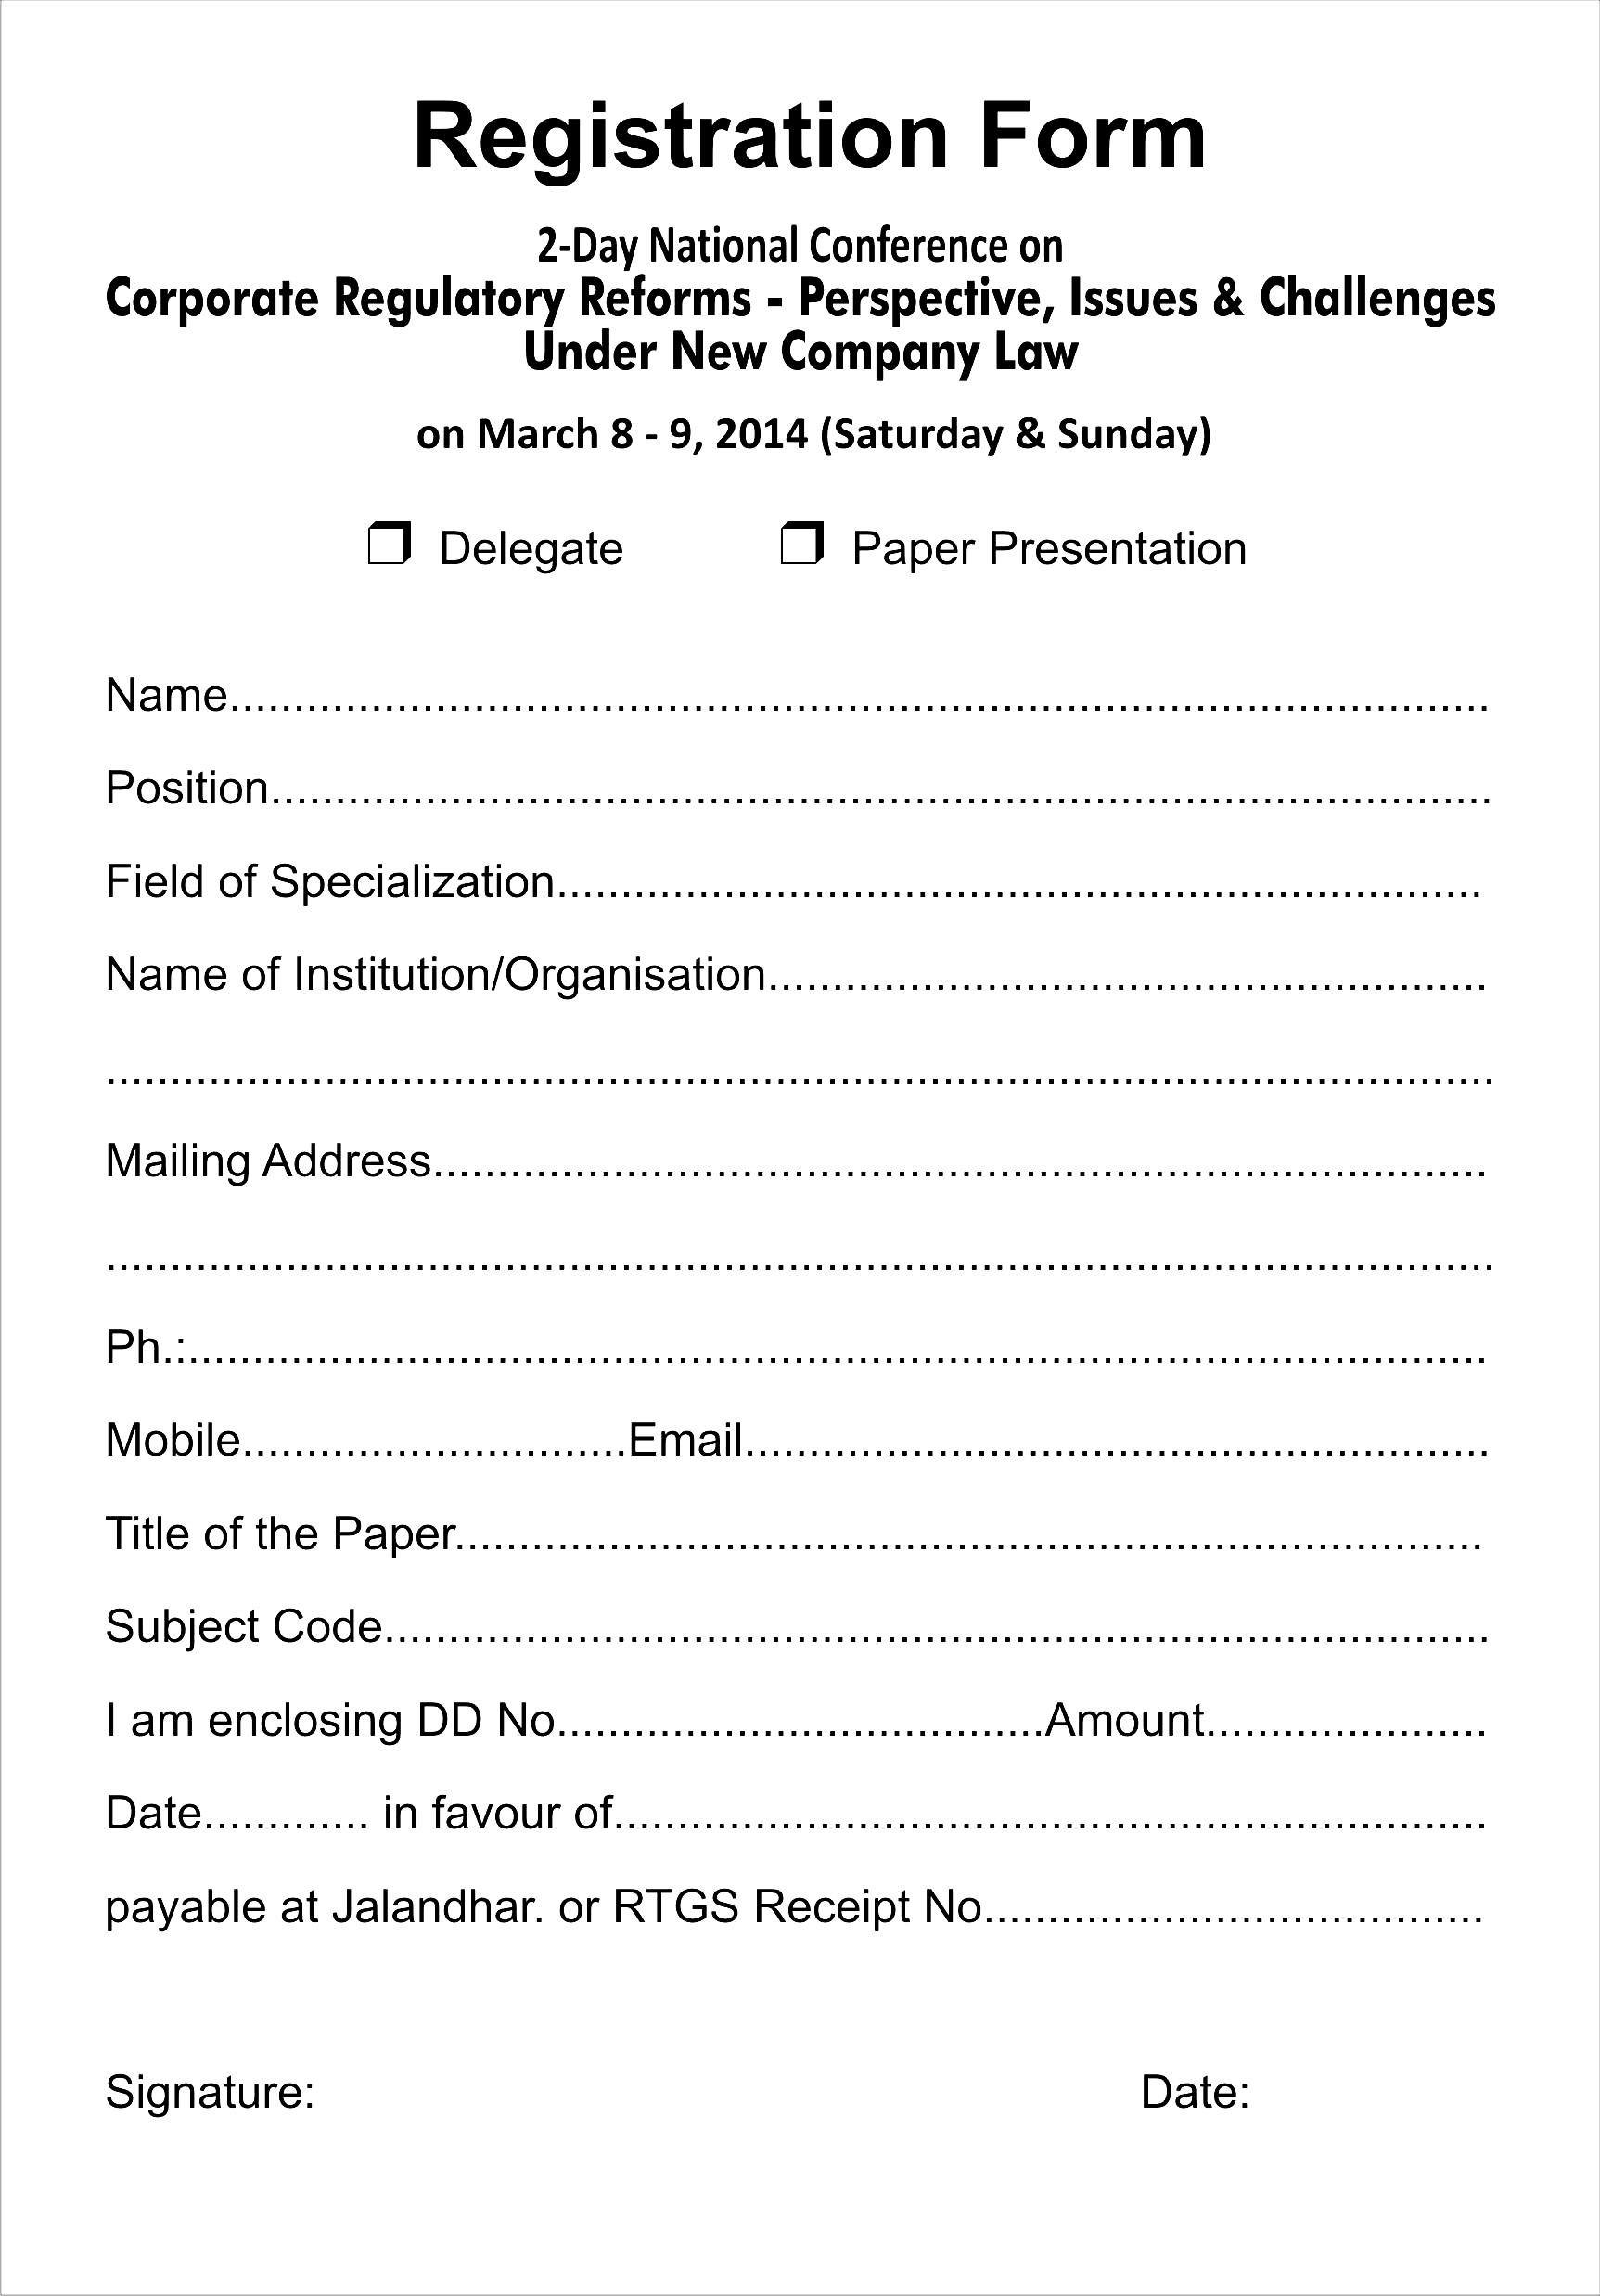 Registration Form
2-Day National Conference on
Corporate Regulatory Reforms - Perspective, Issues & Challenges
Under New Company Law
on March 8 - 9, 2014 (Saturday & Sunday)
❒ Delegate ❒ Paper Presentation
Name..................................................................................................
Position...............................................................................................
Field of Specialization........................................................................
Name of Institution/Organisation........................................................
............................................................................................................
Mailing Address..................................................................................
............................................................................................................
Ph.:.....................................................................................................
Mobile..............................Email..........................................................
Title of the Paper................................................................................
Subject Code......................................................................................
I am enclosing DD No......................................Amount......................
Date............. in favour of....................................................................
payable at Jalandhar. or RTGS Receipt No.......................................
Signature: Date: